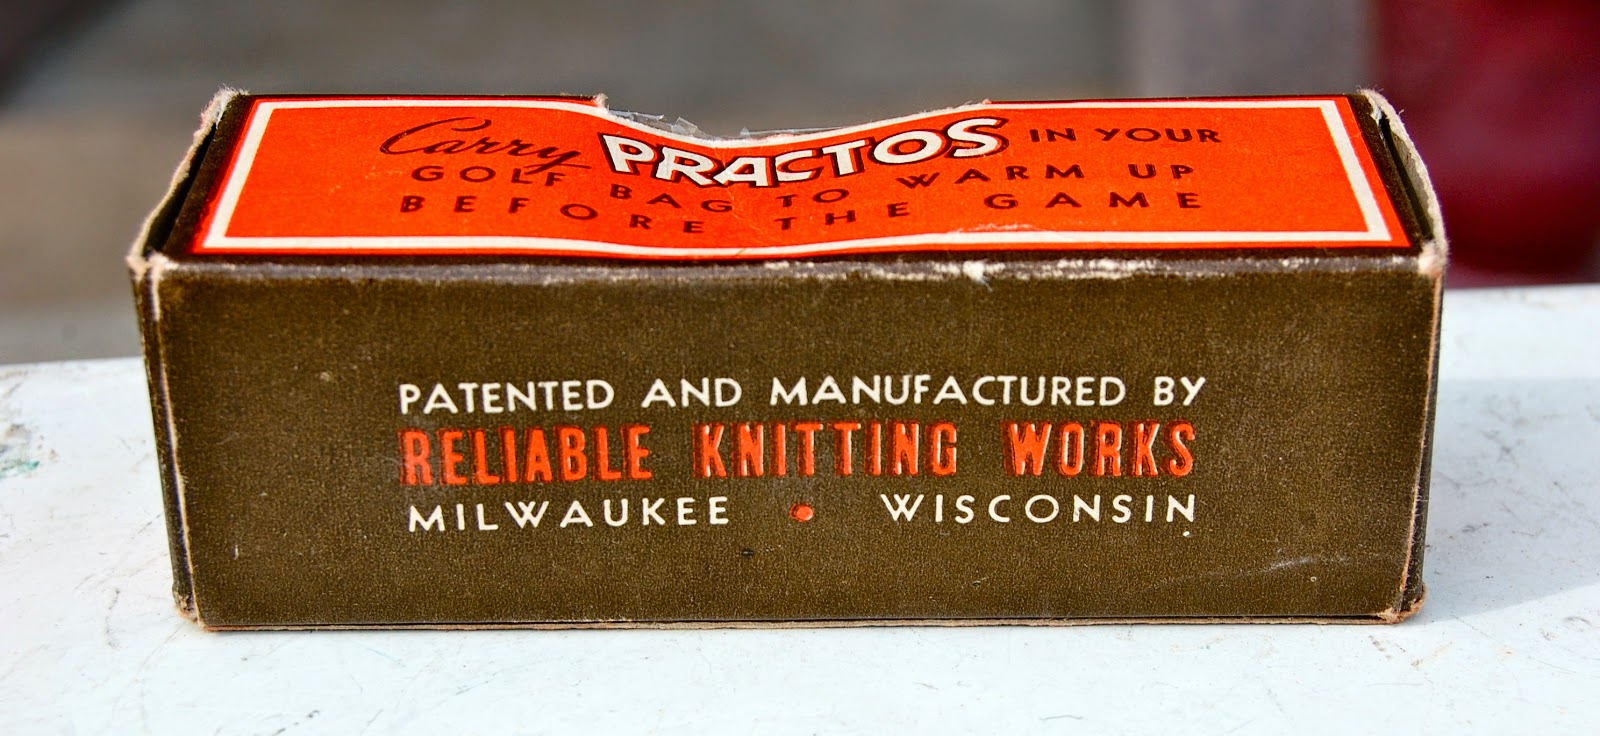 Carry PRACTOS IN YOUR
GOLF BAG TO WARM UP
BEFORE THE GAME
PATENTED AND MANUFACTURED BY
RELIABLE KNITTING WORKS
MILWAUKEE • WISCONSIN